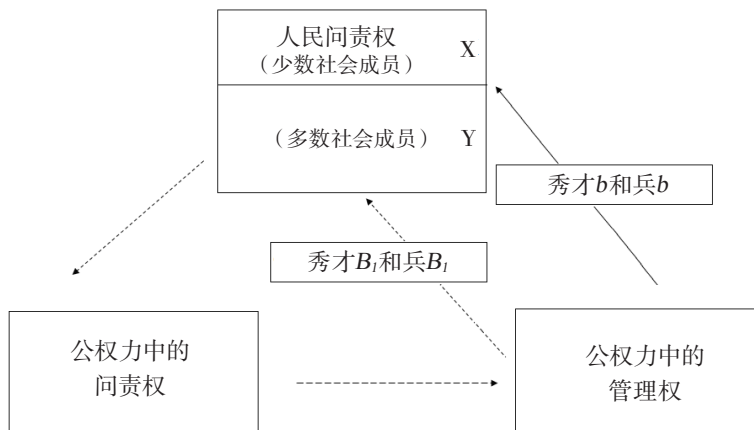 人民问责权
（少数社会成员） X
（多数社会成员） Y
秀才b和兵b
秀才B₁和兵B₁
公权力中的
问责权
公权力中的
管理权